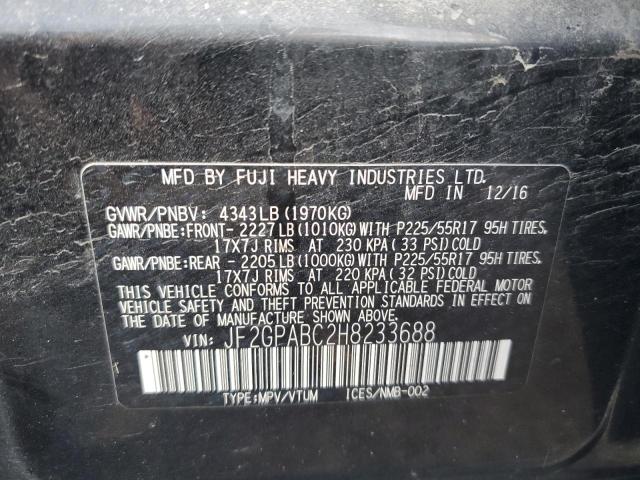 MFD BY FUJI HEAVY INDUSTRIES LTD.
MFD IN 12/16
GVWR/PNBV: 4343LB(1970KG)
GAWR/PNBE:FRONT- 2227LB(1010KG)WITH P225/55R17 95H TIRES,
17X7J RIMS AT 230 KPA(33 PSI)COLD
GAWR/PNBE:REAR - 2205LB(1000KG)WITH P225/55R17 95H TIRES,
17X7J RIMS AT 220 KPA(32 PSI)COLD
THIS VEHICLE CONFORMS TO ALL APPLICABLE FEDERAL MOTOR
VEHICLE SAFETY AND THEFT PREVENTION STANDARDS IN EFFECT ON
THE DATE OF MANUFACTURE SHOWN ABOVE.
VIN: JF2GPABC2H8233688
TYPE:MPV/VTUM ICES/NMB-002